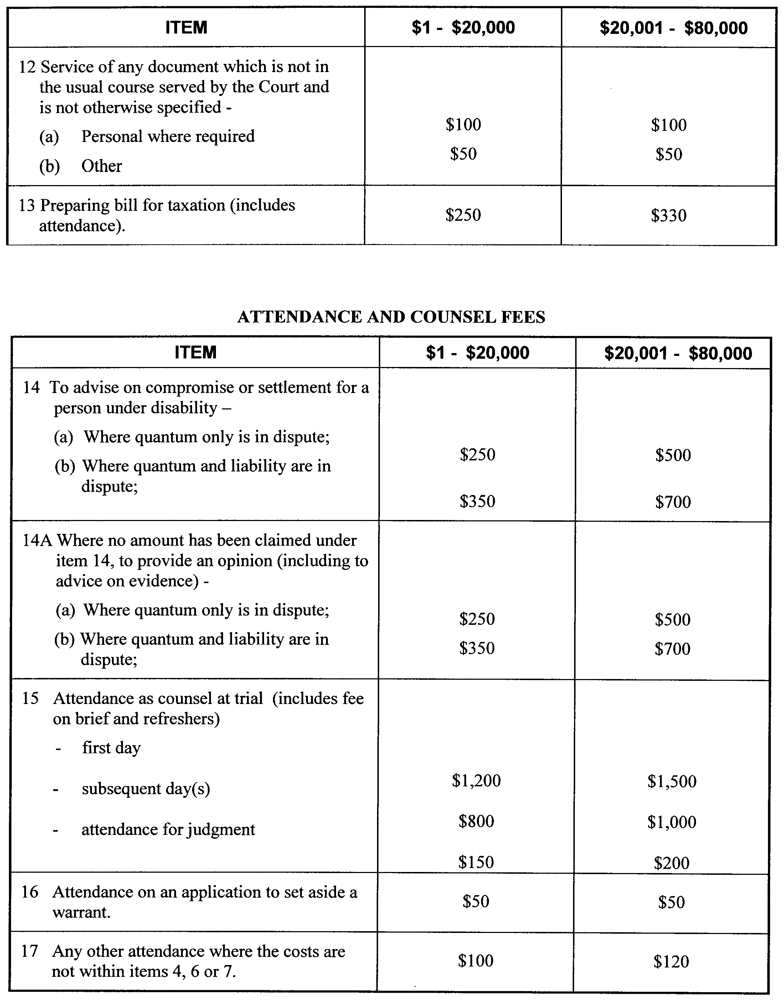 ITEM $1 - $20,000 $20,001 - $80,000
12 Service of any document which is not in
the usual course served by the Court and
is not otherwise specified -
$100 $100
(a) Personal where required
$50 $50
(b) Other
13 Preparing bill for taxation (includes
attendance).
$250 $330
ATTENDANCE AND COUNSEL FEES
ITEM $1 - $20,000 $20,001 - $80,000
14 To advise on compromise or settlement for a
person under disability –
(a) Where quantum only is in dispute;
$250 $500
(b) Where quantum and liability are in
dispute;
$350 $700
14A Where no amount has been claimed under
item 14, to provide an opinion (including to
advice on evidence) -
(a) Where quantum only is in dispute;
$250 $500
(b) Where quantum and liability are in
dispute;
$350 $700
15 Attendance as counsel at trial (includes fee
on brief and refreshers)
- first day
$1,200 $1,500
- subsequent day(s)
$800 $1,000
- attendance for judgment
$150 $200
16 Attendance on an application to set aside a
warrant.
$50 $50
17 Any other attendance where the costs are
not within items 4, 6 or 7.
$100 $120